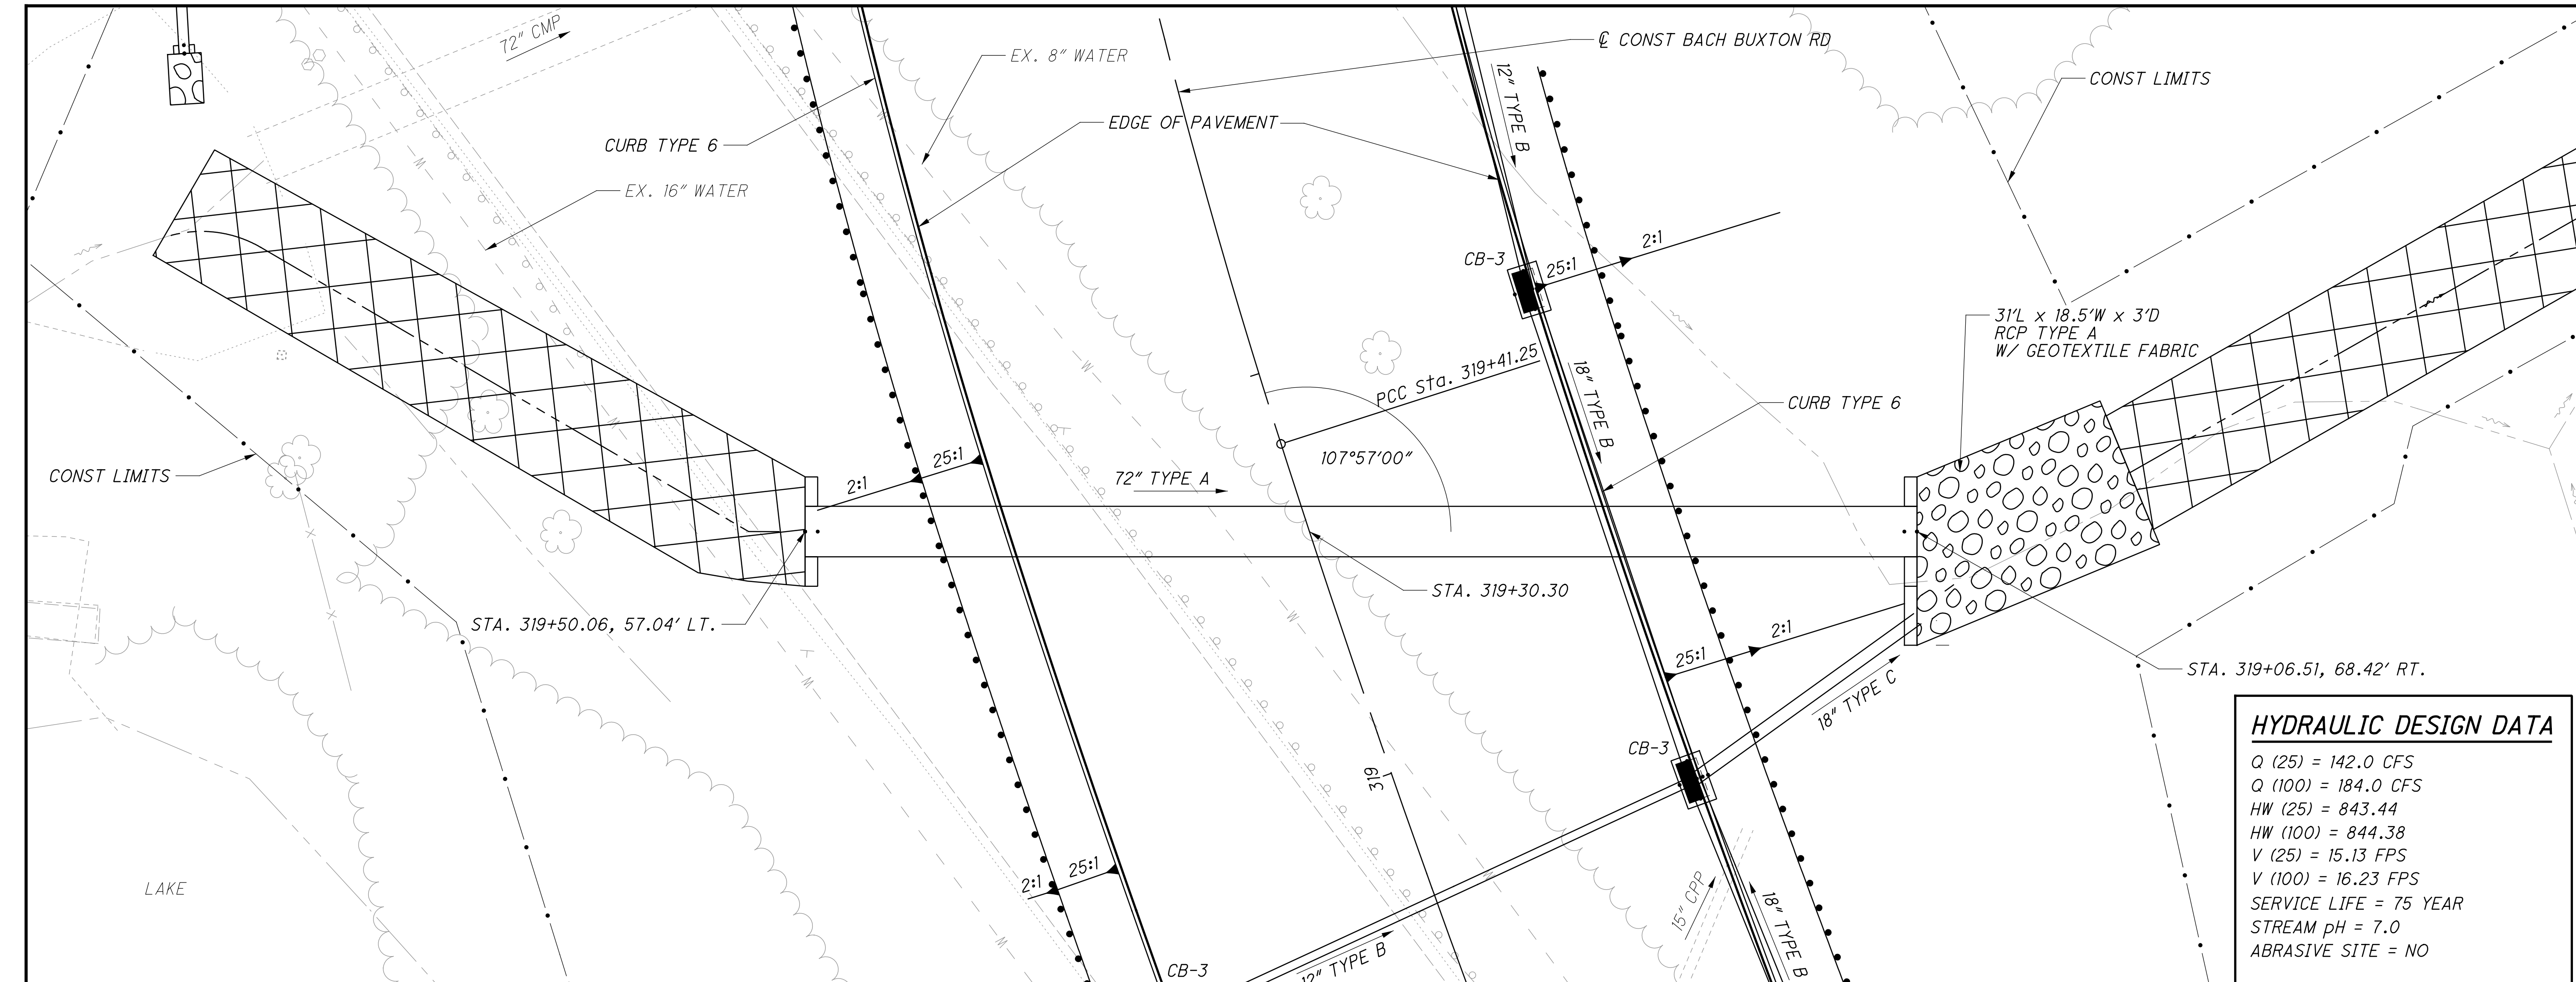 72" CMP
EX. 8" WATER
℄ CONST BACH BUXTON RD
CONST LIMITS
12" TYPE B
EDGE OF PAVEMENT
CURB TYPE 6
EX. 16" WATER
W
W
2:1
CB-3
25:1
31'L x 18.5'W x 3'D
RCP TYPE A
W/ GEOTEXTILE FABRIC
PCC Sta. 319+41.25
18" TYPE B
CURB TYPE 6
W
W
107°57'00"
CONST LIMITS
25:1
2:1
72" TYPE A
STA. 319+30.30
STA. 319+50.06, 57.04' LT.
W
2:1
25:1
STA. 319+06.51, 68.42' RT.
18" TYPE C
W
CB-3
319
HYDRAULIC DESIGN DATA
Q (25) = 142.0 CFS
Q (100) = 184.0 CFS
HW (25) = 843.44
HW (100) = 844.38
V (25) = 15.13 FPS
V (100) = 16.23 FPS
SERVICE LIFE = 75 YEAR
STREAM pH = 7.0
ABRASIVE SITE = NO
LAKE
2:1
25:1
W
15" CPP
18" TYPE B
W
12" TYPE B
CB-3